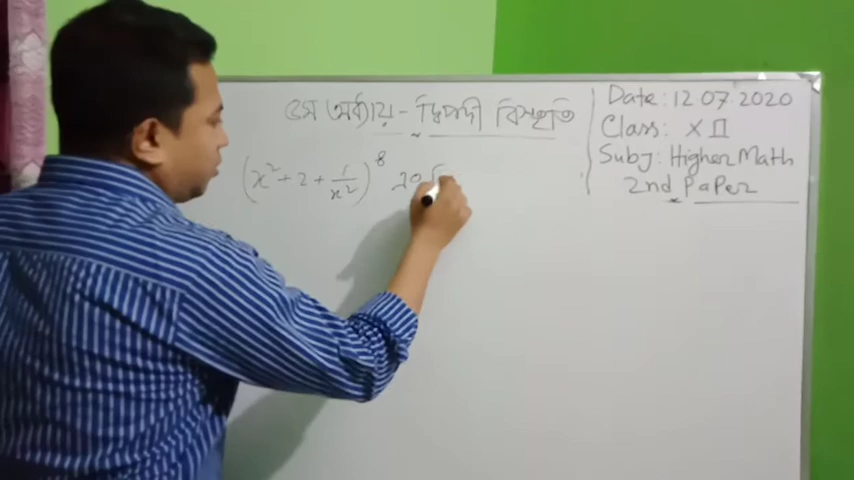 ৫ম অধ্যায় - দ্বিপদী বিস্তৃতি
(x² + 2 + 1/x²)⁸
Date: 12.07.2020
Class: XII
Subj: Higher Math
2nd Paper